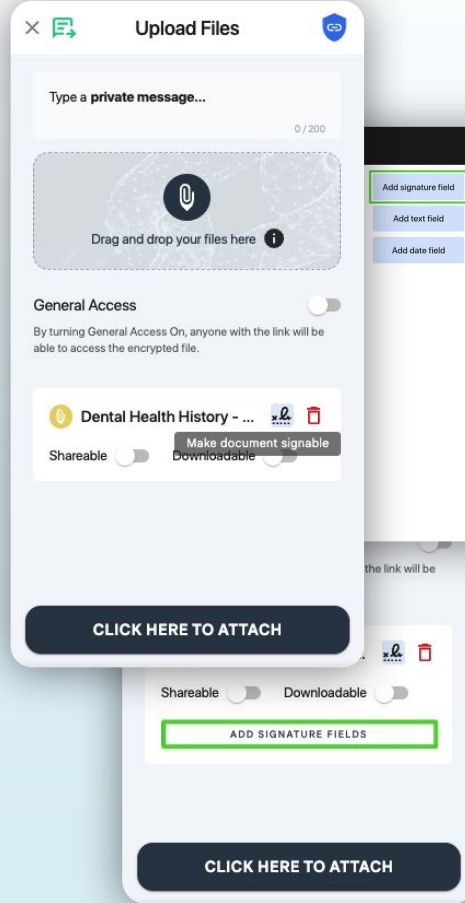 Upload Files
Type a private message...
0 / 200
Drag and drop your files here
General Access
By turning General Access On, anyone with the link will be
able to access the encrypted file.
Dental Health History - ...
Make document signable
Shareable
Downloadable
CLICK HERE TO ATTACH
Add signature field
Add text field
Add date field
the link will be
Shareable
Downloadable
ADD SIGNATURE FIELDS
CLICK HERE TO ATTACH